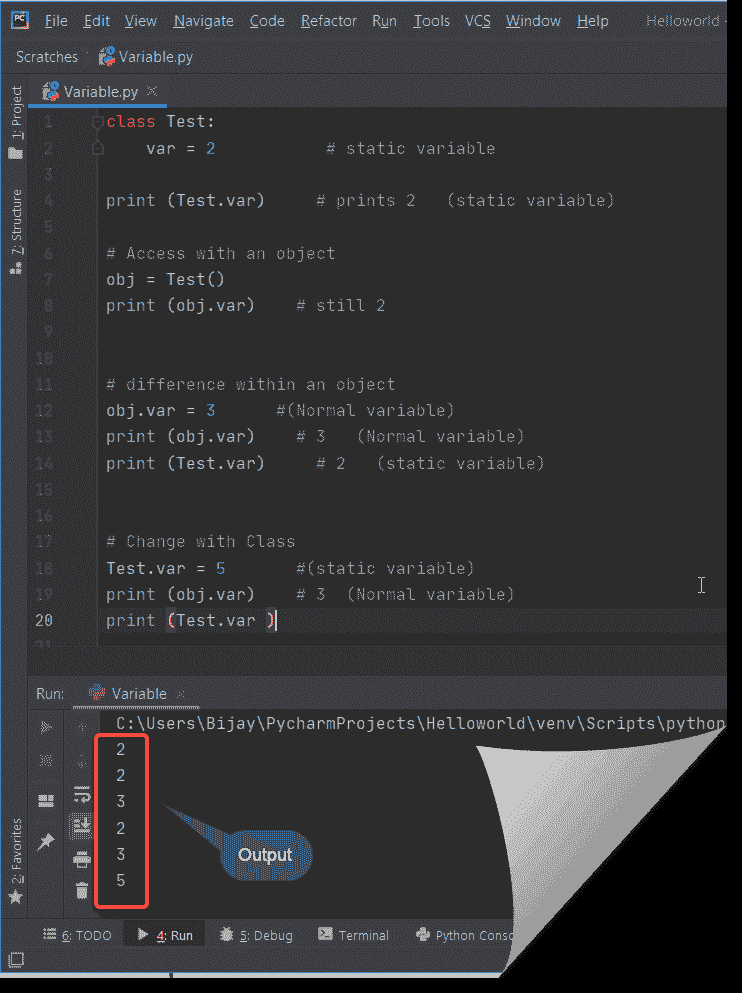 PC File Edit View Navigate Code Refactor Run Tools VCS Window Help Helloworld -
Scratches Variable.py
Variable.py
1: Project
7: Structure
1 class Test:
2 var = 2 # static variable
3
4 print (Test.var) # prints 2 (static variable)
5
6 # Access with an object
7 obj = Test()
8 print (obj.var) # still 2
9
10
11 # difference within an object
12 obj.var = 3 #(Normal variable)
13 print (obj.var) # 3 (Normal variable)
14 print (Test.var) # 2 (static variable)
15
16
17 # Change with Class
18 Test.var = 5 #(static variable)
19 print (obj.var) # 3 (Normal variable)
20 print (Test.var )
21
Run: Variable
C:\Users\Bijay\PycharmProjects\Helloworld\venv\Scripts\python
2
2
3
2
3
5
Output
2: Favorites
6: TODO 4: Run 5: Debug Terminal Python Conso